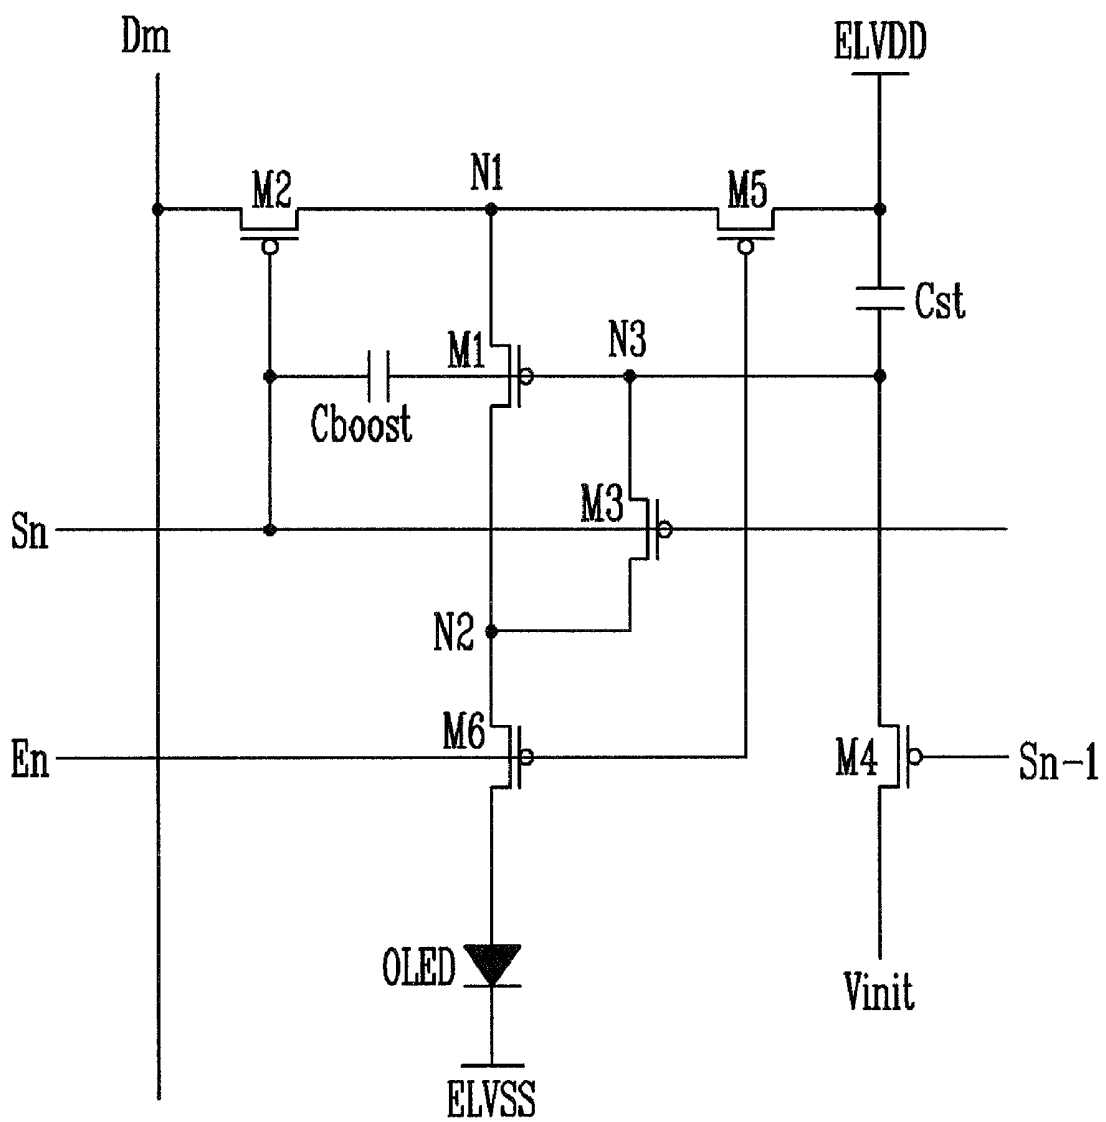 Dm
ELVDD
N1
M2
M5
Cst
M1
N3
Cboost
M3
Sn
N2
M6
En
M4
Sn-1
OLED
Vinit
ELVSS